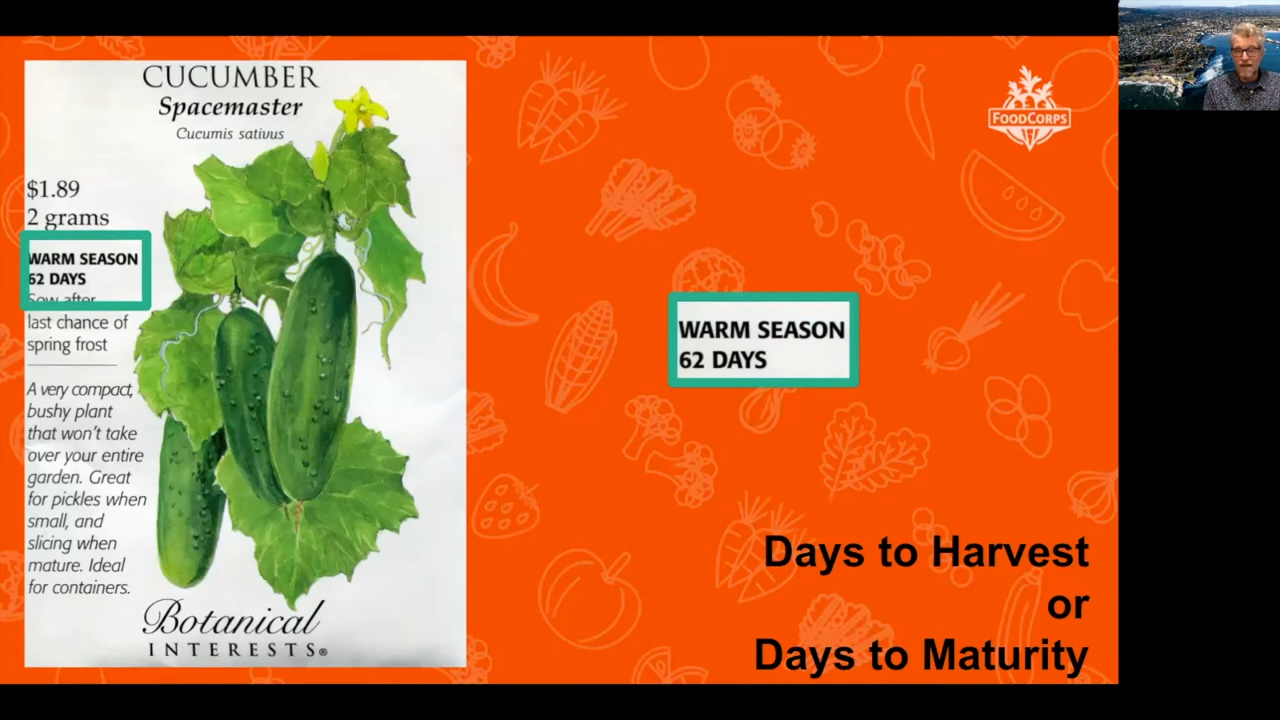 CUCUMBER
Spacemaster
Cucumis sativus
$1.89
2 grams
WARM SEASON
62 DAYS
Sow after
last chance of
spring frost
A very compact,
bushy plant
that won't take
over your entire
garden. Great
for pickles when
small, and
slicing when
mature. Ideal
for containers.
Botanical
INTERESTS®
FOODCORPS
WARM SEASON
62 DAYS
Days to Harvest
or
Days to Maturity